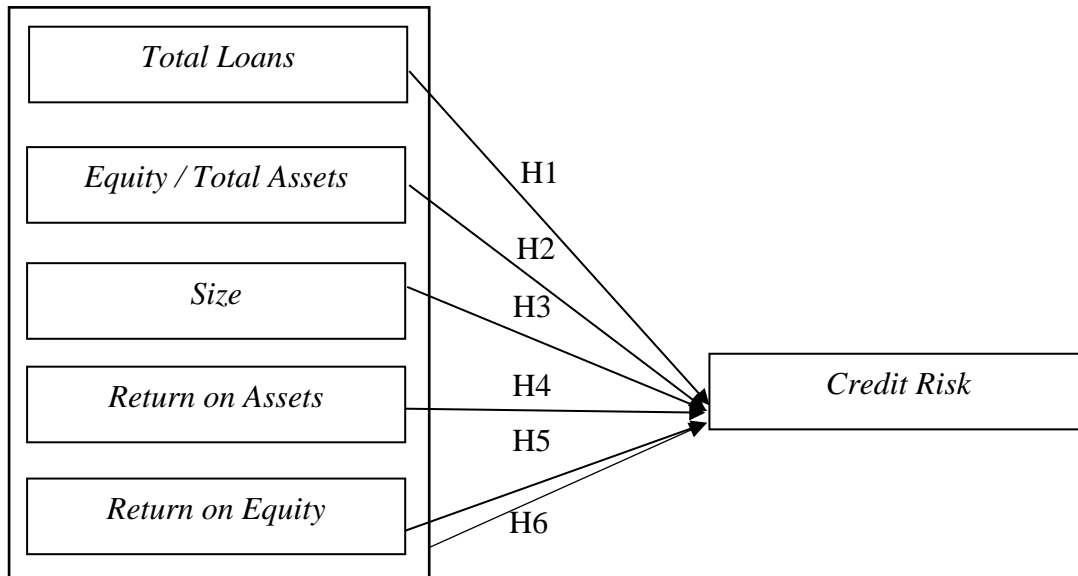 Total Loans
Equity / Total Assets
Size
Return on Assets
Return on Equity
H1
H2
H3
H4
H5
H6
Credit Risk